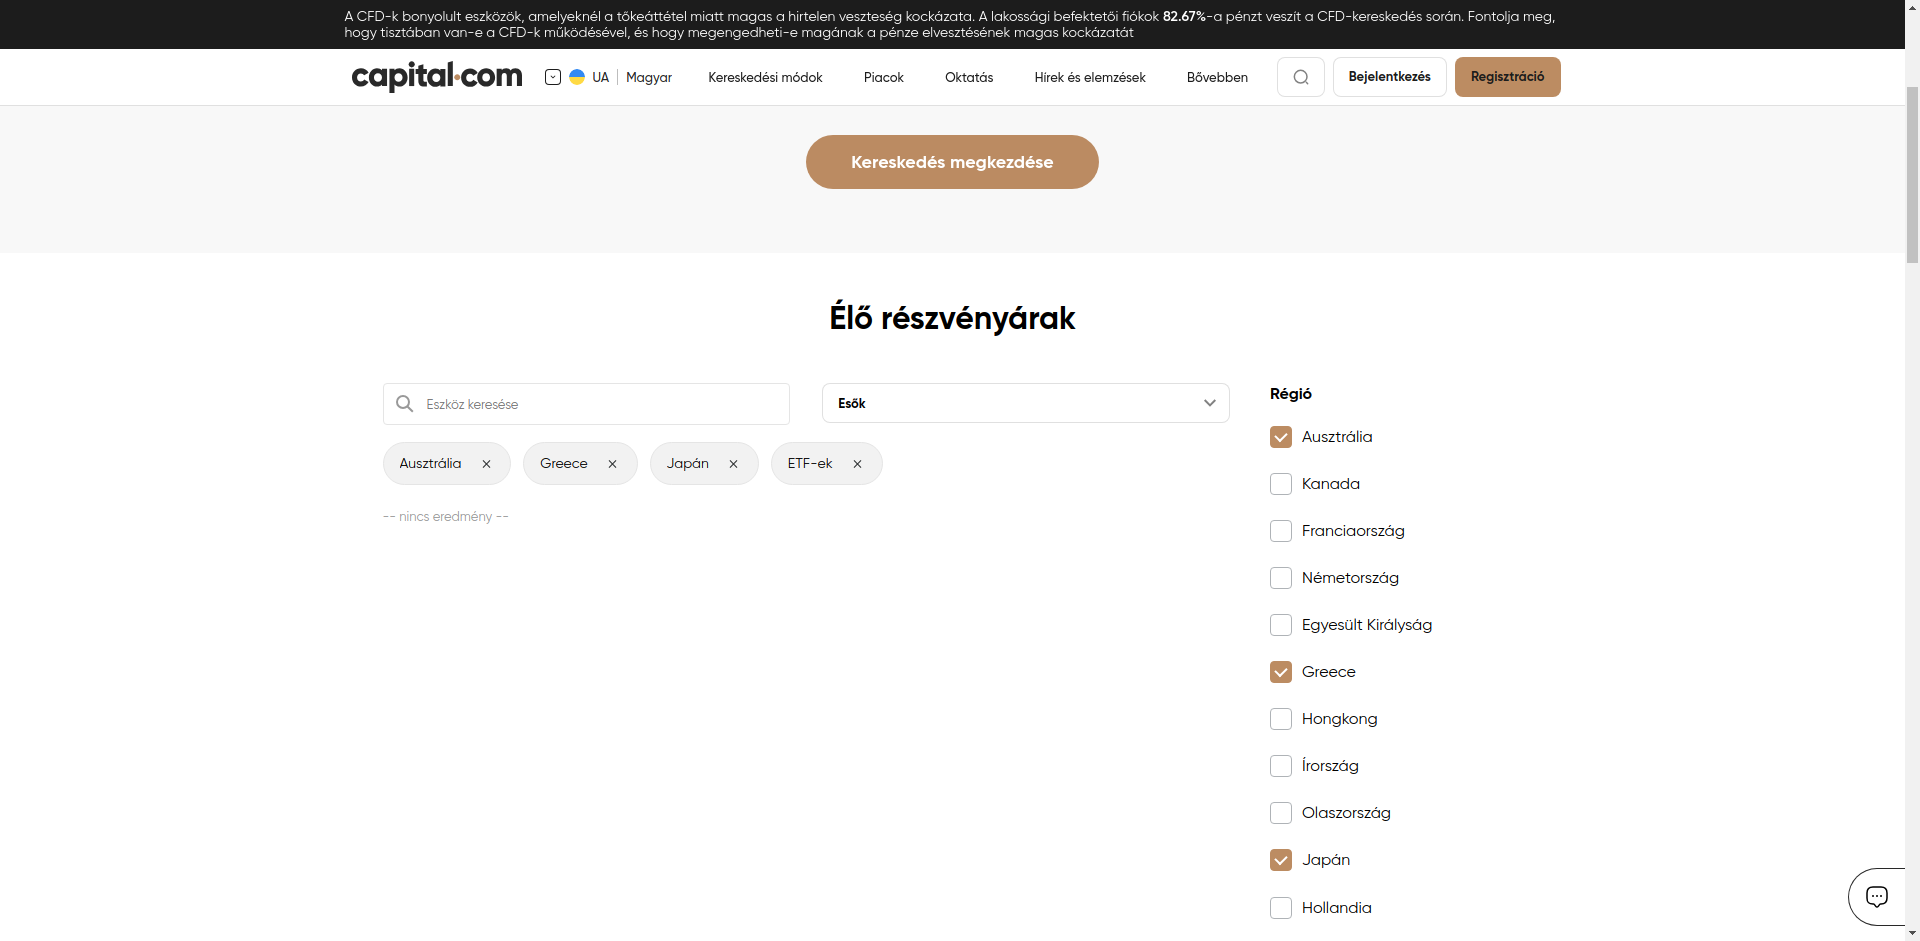 A CFD-k bonyolult eszközök, amelyeknél a tőkeáttétel miatt magas a hirtelen veszteség kockázata. A lakossági befektetői fiókok 82.67%-a pénzt veszít a CFD-kereskedés során. Fontolja meg,
hogy tisztában van-e a CFD-k működésével, és hogy megengedheti-e magának a pénze elvesztésének magas kockázatát
capital.com
UA Magyar
Kereskedési módok
Piacok
Oktatás
Hírek és elemzések
Bővebben
Bejelentkezés
Regisztráció
Kereskedés megkezdése
Élő részvényárak
Eszköz keresése
Esők
Ausztrália
Greece
Japán
ETF-ek
-- nincs eredmény --
Régió
Ausztrália
Kanada
Franciaország
Németország
Egyesült Királyság
Greece
Hongkong
Írország
Olaszország
Japán
Hollandia